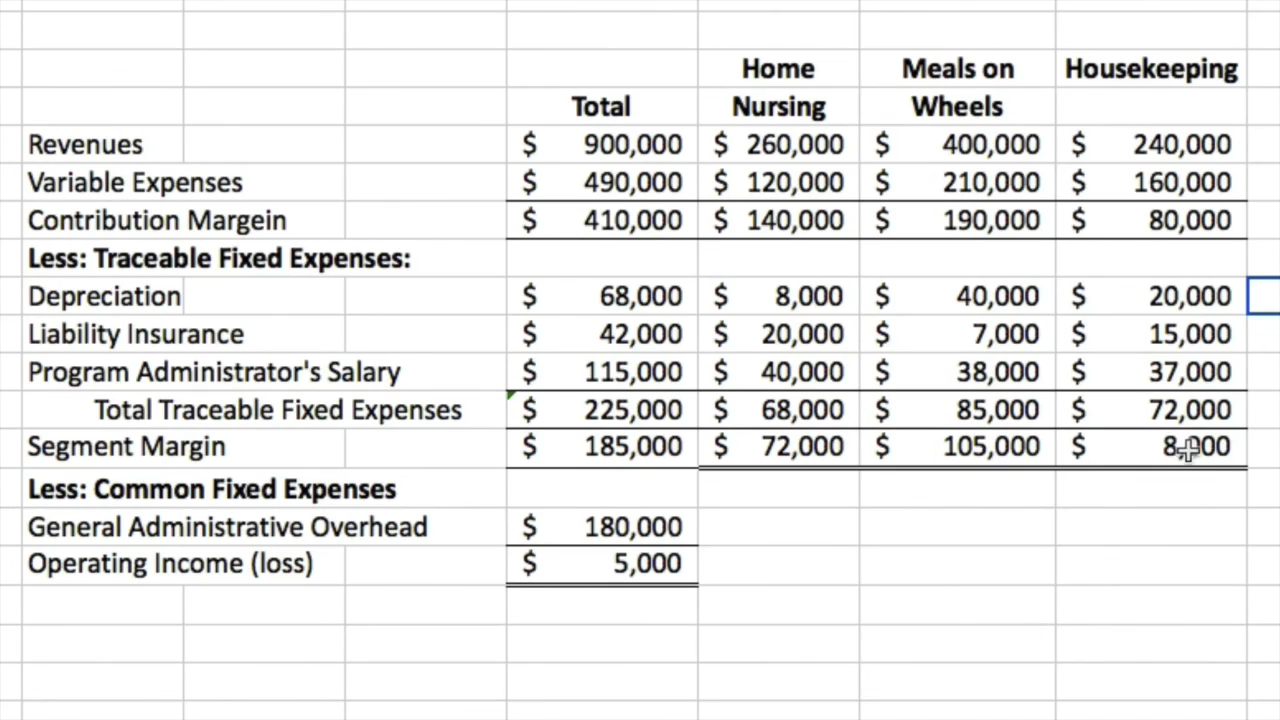 Home Meals on Housekeeping
Total Nursing Wheels
Revenues $ 900,000 $ 260,000 $ 400,000 $ 240,000
Variable Expenses $ 490,000 $ 120,000 $ 210,000 $ 160,000
Contribution Margein $ 410,000 $ 140,000 $ 190,000 $ 80,000
Less: Traceable Fixed Expenses:
Depreciation $ 68,000 $ 8,000 $ 40,000 $ 20,000
Liability Insurance $ 42,000 $ 20,000 $ 7,000 $ 15,000
Program Administrator's Salary $ 115,000 $ 40,000 $ 38,000 $ 37,000
Total Traceable Fixed Expenses $ 225,000 $ 68,000 $ 85,000 $ 72,000
Segment Margin $ 185,000 $ 72,000 $ 105,000 $ 8,000
Less: Common Fixed Expenses
General Administrative Overhead $ 180,000
Operating Income (loss) $ 5,000